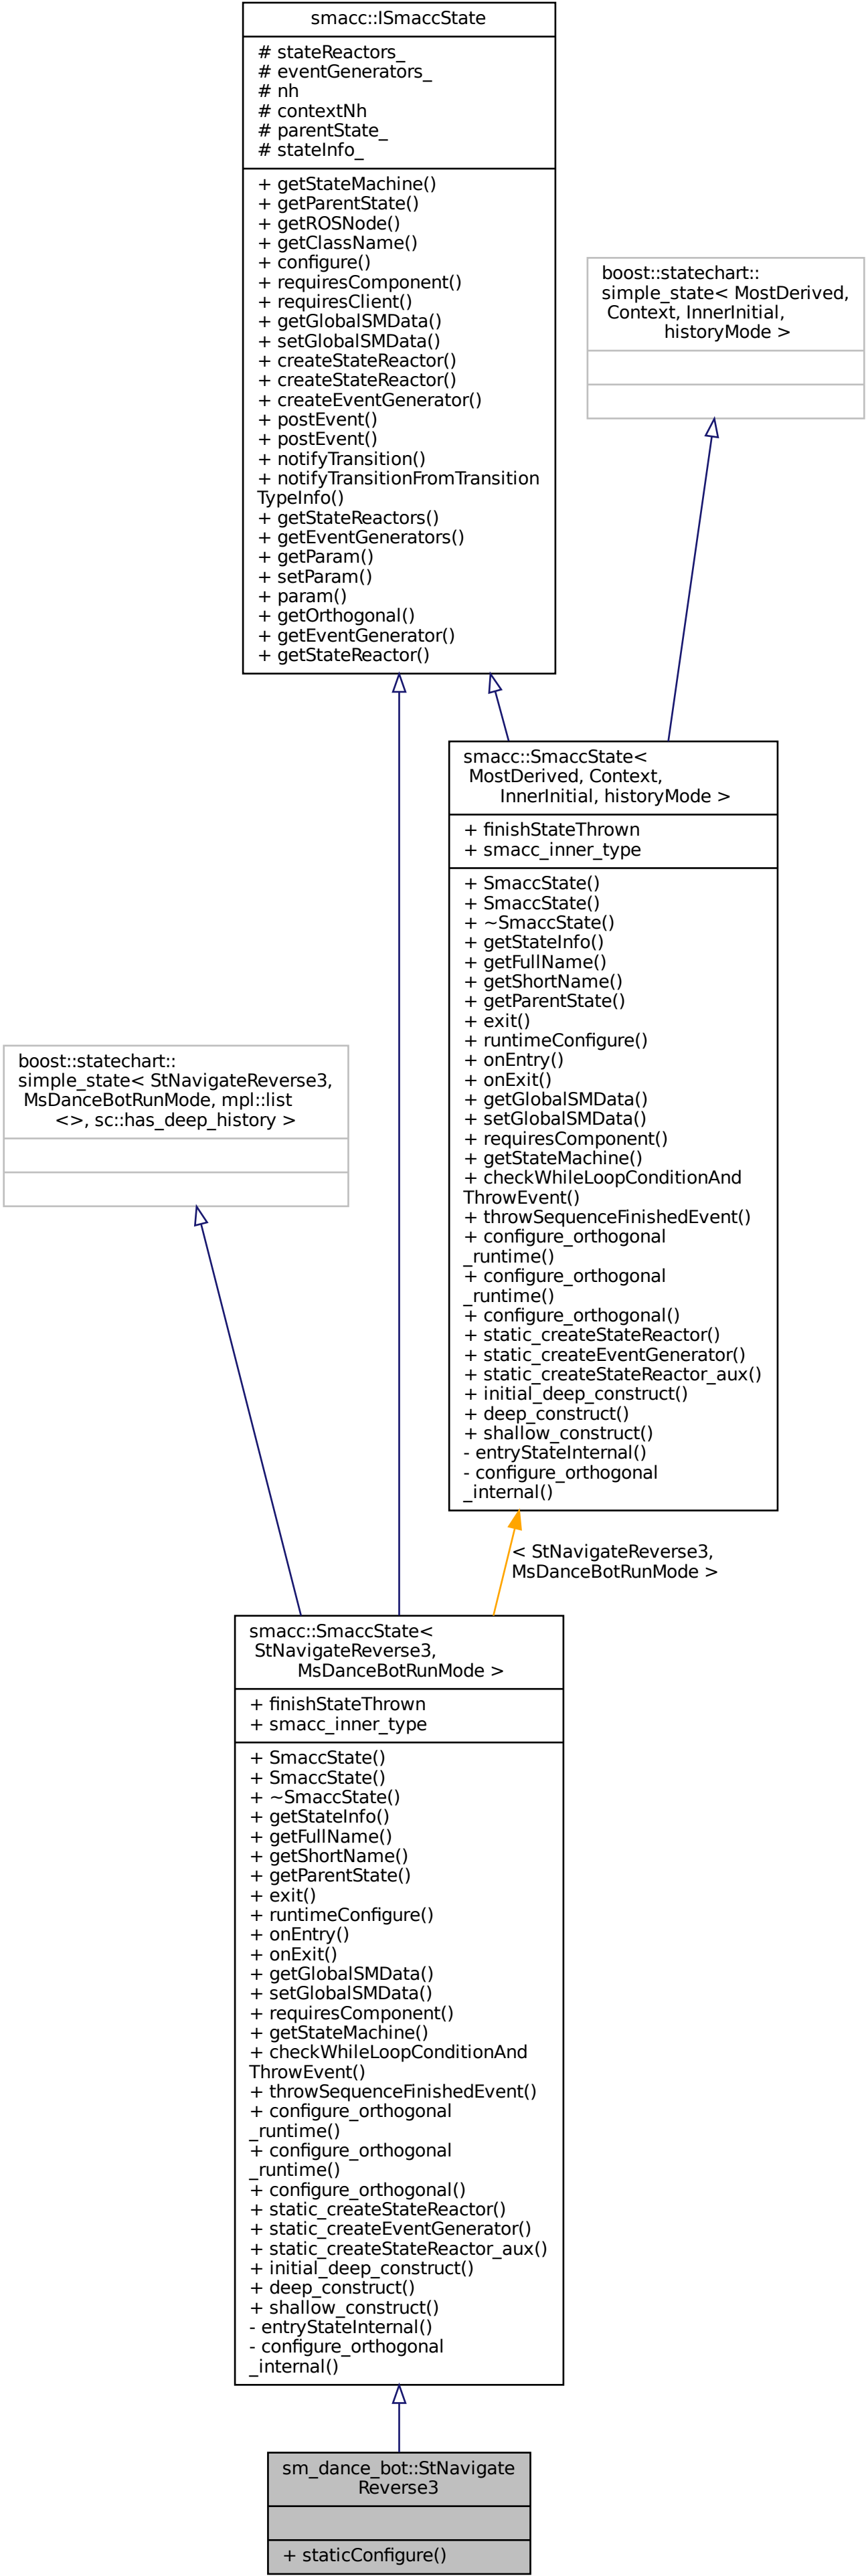 smacc::ISmaccState
# stateReactors_
# eventGenerators_
# nh
# contextNh
# parentState_
# stateInfo_
+ getStateMachine()
+ getParentState()
+ getROSNode()
+ getClassName()
+ configure()
+ requiresComponent()
+ requiresClient()
+ getGlobalSMData()
+ setGlobalSMData()
+ createStateReactor()
+ createStateReactor()
+ createEventGenerator()
+ postEvent()
+ postEvent()
+ notifyTransition()
+ notifyTransitionFromTransition
TypeInfo()
+ getStateReactors()
+ getEventGenerators()
+ getParam()
+ setParam()
+ param()
+ getOrthogonal()
+ getEventGenerator()
+ getStateReactor()
boost::statechart::
simple_state< MostDerived,
Context, InnerInitial,
historyMode >
smacc::SmaccState<
MostDerived, Context,
InnerInitial, historyMode >
+ finishStateThrown
+ smacc_inner_type
+ SmaccState()
+ SmaccState()
+ ~SmaccState()
+ getStateInfo()
+ getFullName()
+ getShortName()
+ getParentState()
+ exit()
+ runtimeConfigure()
+ onEntry()
+ onExit()
+ getGlobalSMData()
+ setGlobalSMData()
+ requiresComponent()
+ getStateMachine()
+ checkWhileLoopConditionAnd
ThrowEvent()
+ throwSequenceFinishedEvent()
+ configure_orthogonal
_runtime()
+ configure_orthogonal
_runtime()
+ configure_orthogonal()
+ static_createStateReactor()
+ static_createEventGenerator()
+ static_createStateReactor_aux()
+ initial_deep_construct()
+ deep_construct()
+ shallow_construct()
- entryStateInternal()
- configure_orthogonal
_internal()
boost::statechart::
simple_state< StNavigateReverse3,
MsDanceBotRunMode, mpl::list
<>, sc::has_deep_history >
< StNavigateReverse3,
MsDanceBotRunMode >
smacc::SmaccState<
StNavigateReverse3,
MsDanceBotRunMode >
+ finishStateThrown
+ smacc_inner_type
+ SmaccState()
+ SmaccState()
+ ~SmaccState()
+ getStateInfo()
+ getFullName()
+ getShortName()
+ getParentState()
+ exit()
+ runtimeConfigure()
+ onEntry()
+ onExit()
+ getGlobalSMData()
+ setGlobalSMData()
+ requiresComponent()
+ getStateMachine()
+ checkWhileLoopConditionAnd
ThrowEvent()
+ throwSequenceFinishedEvent()
+ configure_orthogonal
_runtime()
+ configure_orthogonal
_runtime()
+ configure_orthogonal()
+ static_createStateReactor()
+ static_createEventGenerator()
+ static_createStateReactor_aux()
+ initial_deep_construct()
+ deep_construct()
+ shallow_construct()
- entryStateInternal()
- configure_orthogonal
_internal()
sm_dance_bot::StNavigate
Reverse3
+ staticConfigure()